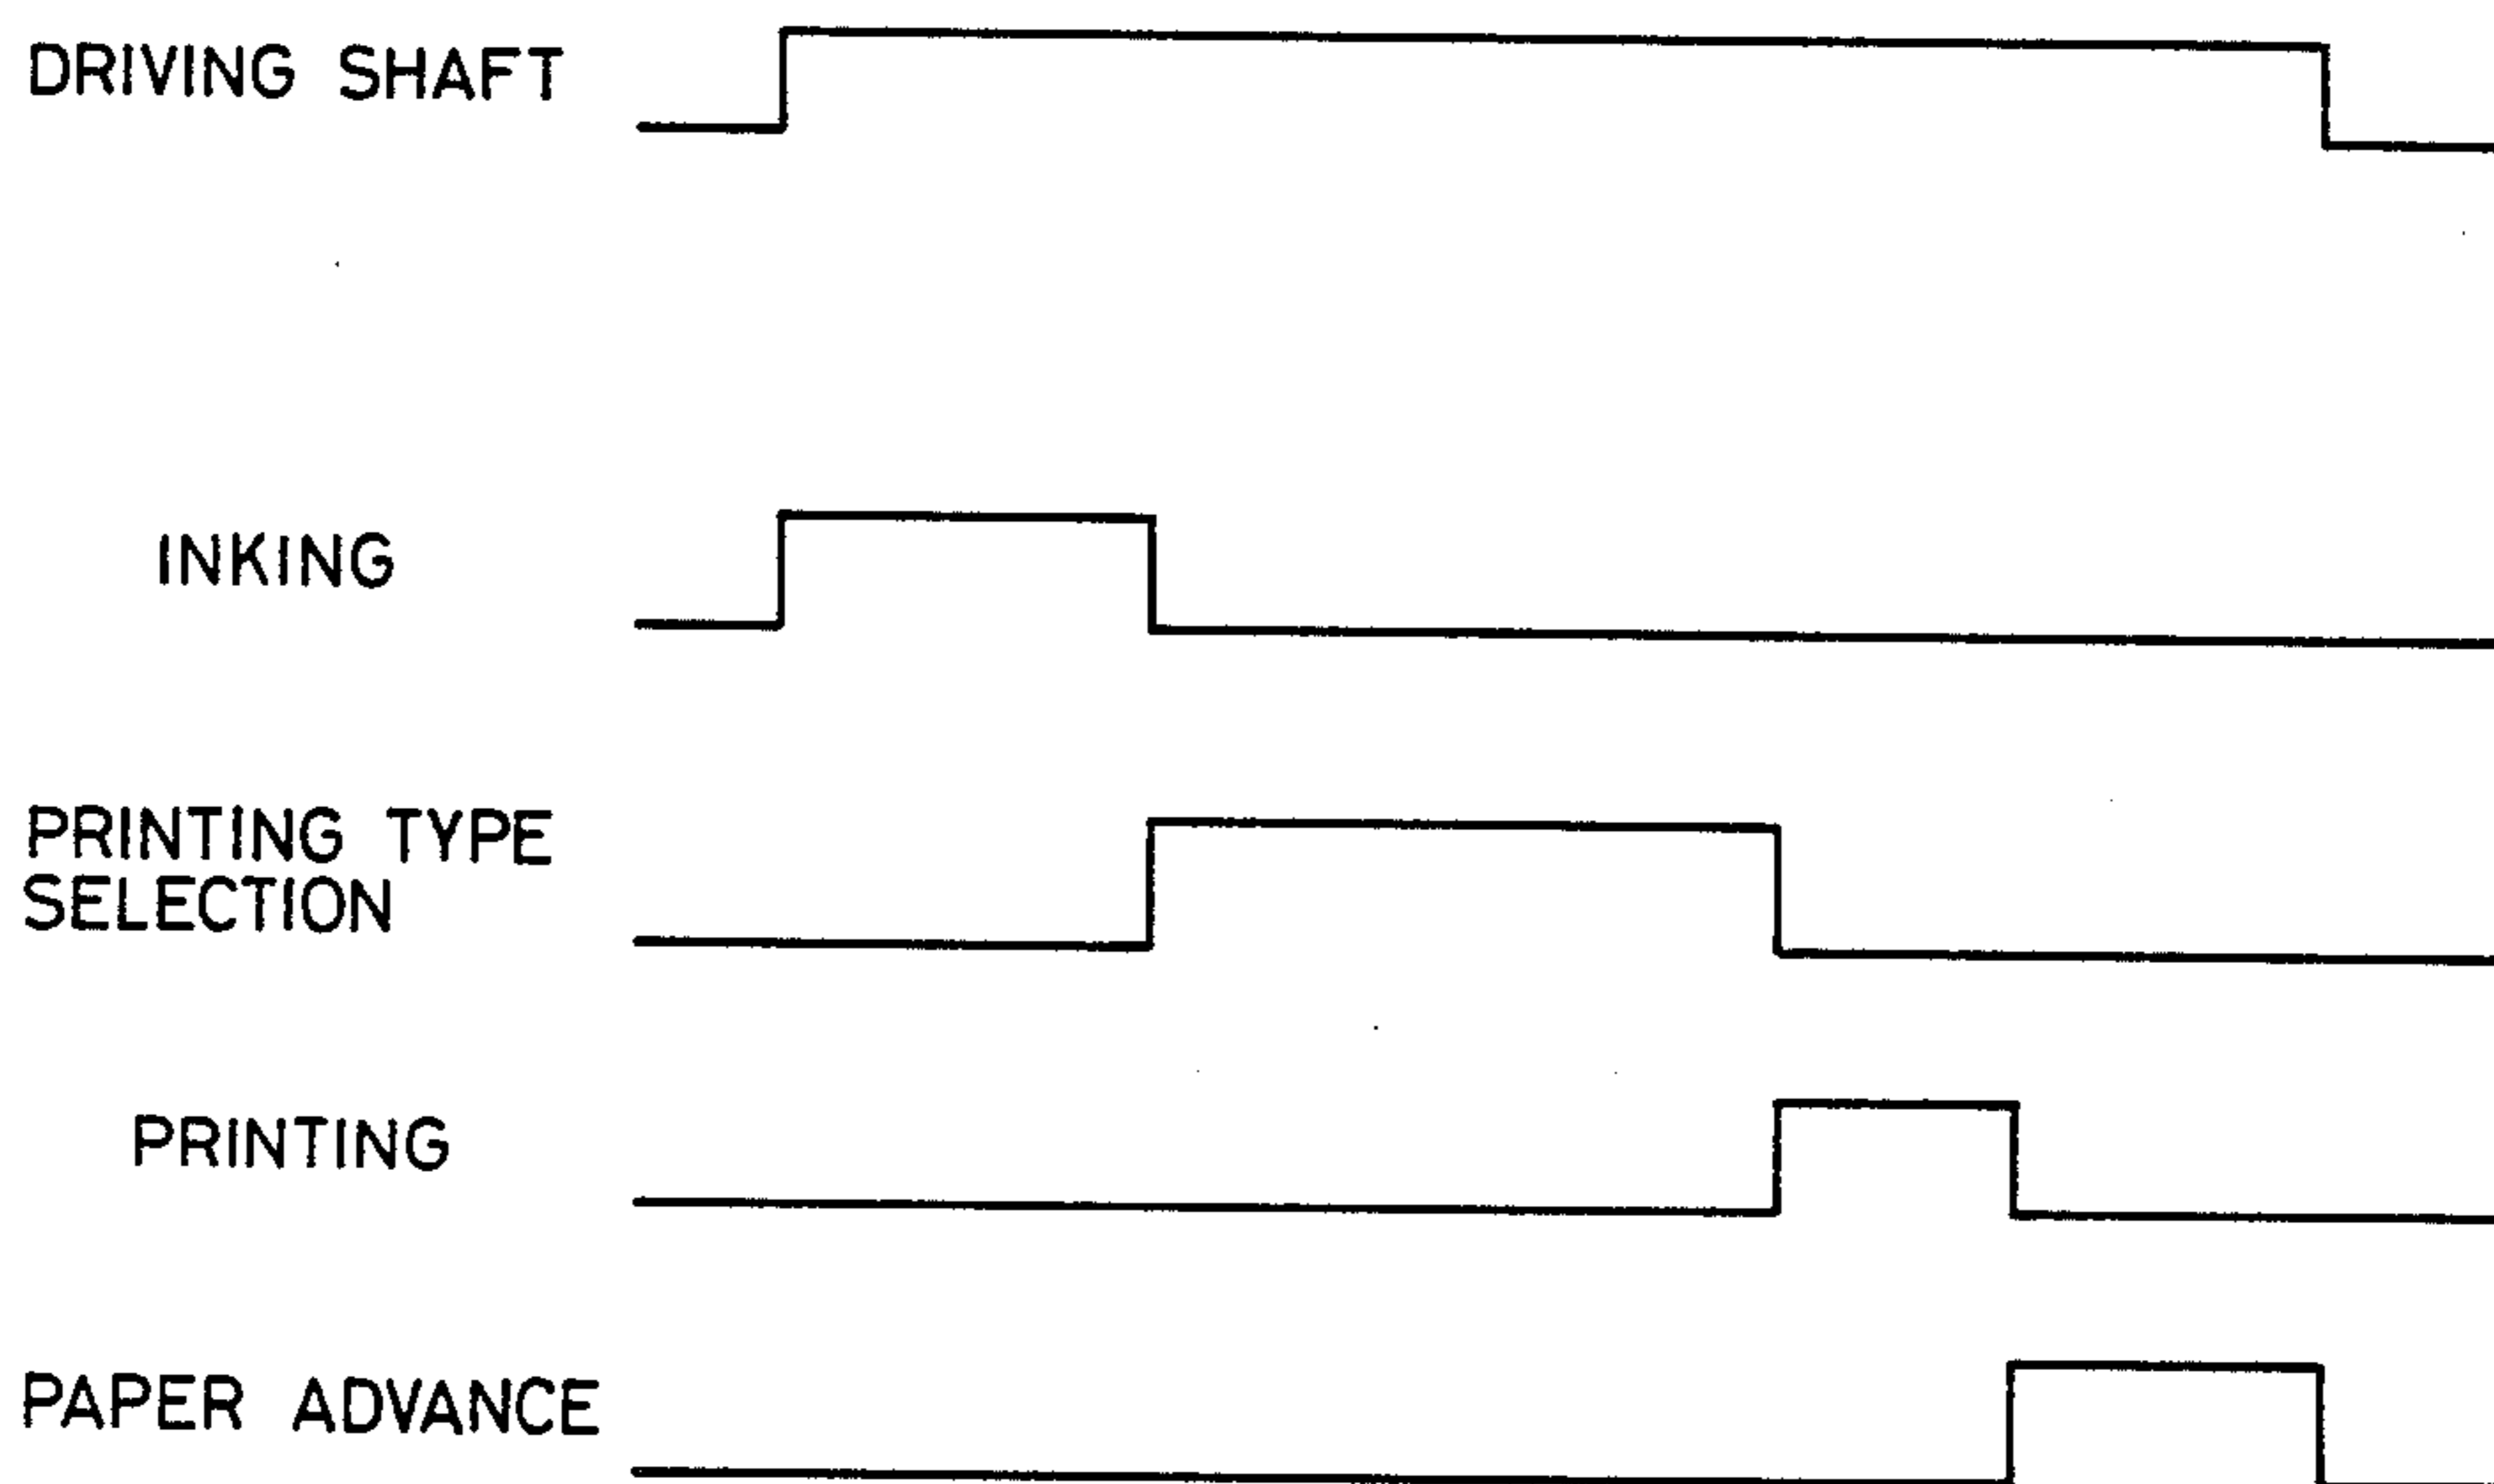 DRIVING SHAFT
INKING
PRINTING TYPE
SELECTION
PRINTING
PAPER ADVANCE